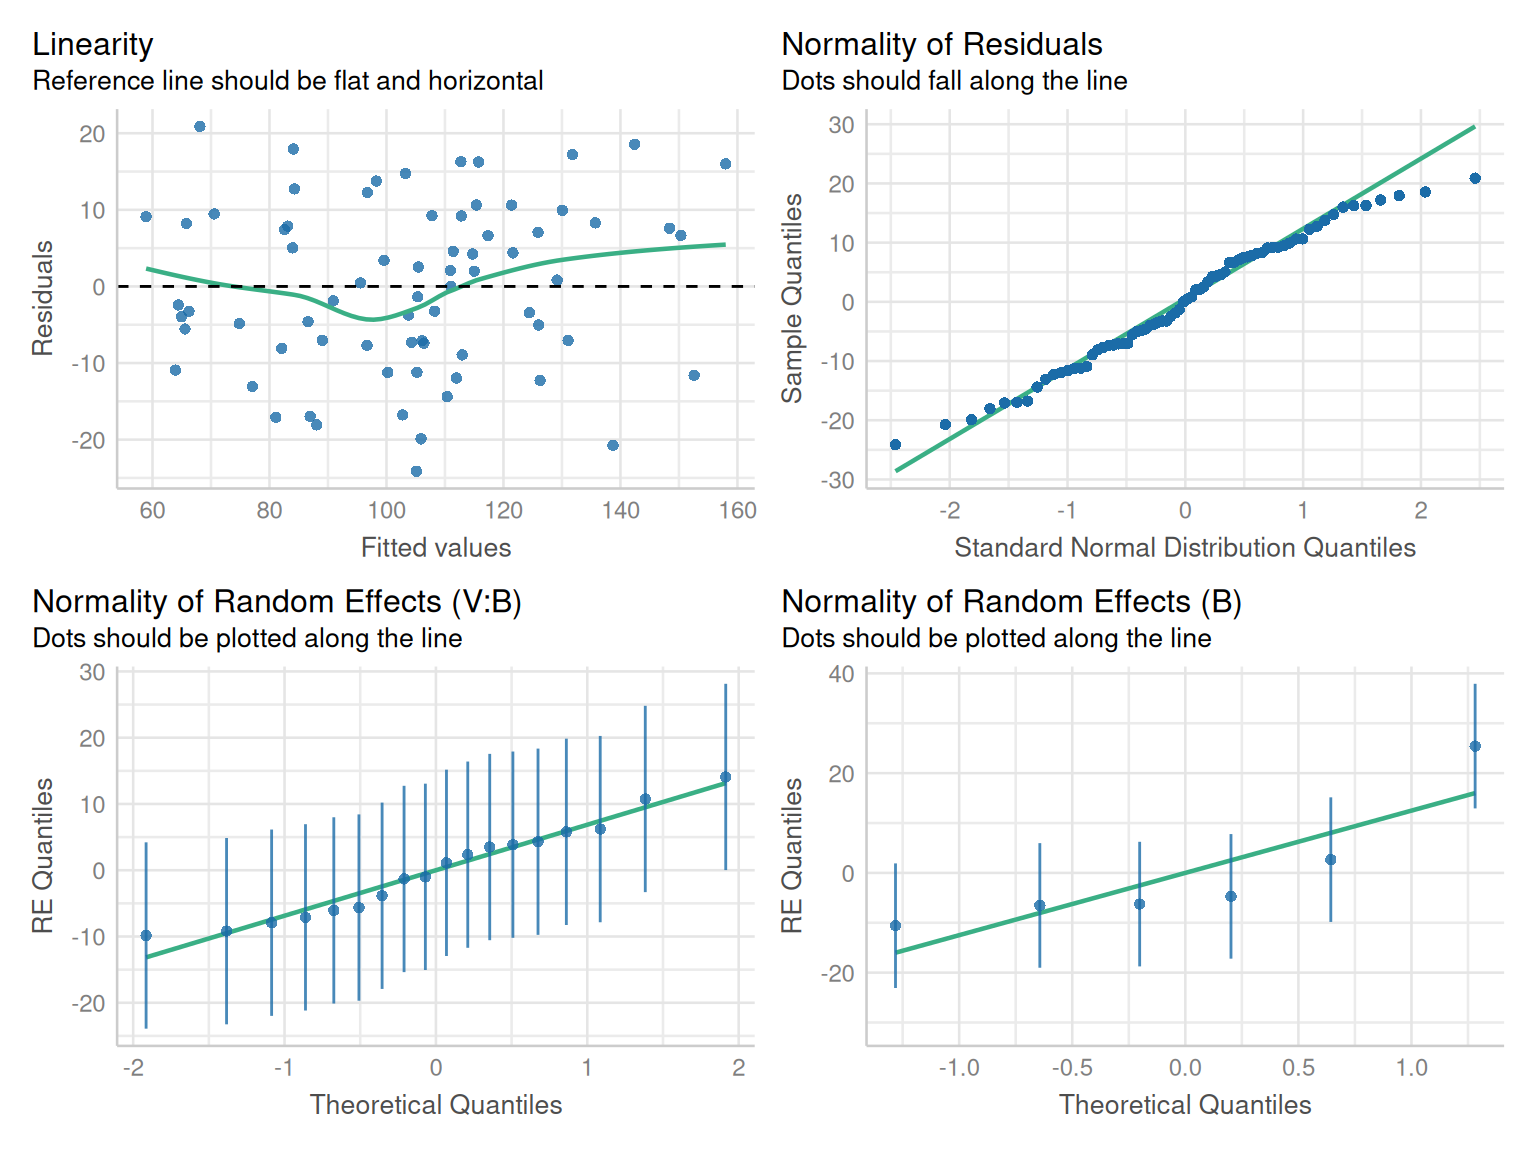 Linearity
Reference line should be flat and horizontal
20
10
0
-10
-20
Residuals
60 80 100 120 140 160
Fitted values
Normality of Residuals
Dots should fall along the line
30
20
10
0
-10
-20
-30
Sample Quantiles
-2 -1 0 1 2
Standard Normal Distribution Quantiles
Normality of Random Effects (V:B)
Dots should be plotted along the line
30
20
10
0
-10
-20
RE Quantiles
-2 -1 0 1 2
Theoretical Quantiles
Normality of Random Effects (B)
Dots should be plotted along the line
40
20
0
-20
RE Quantiles
-1.0 -0.5 0.0 0.5 1.0
Theoretical Quantiles